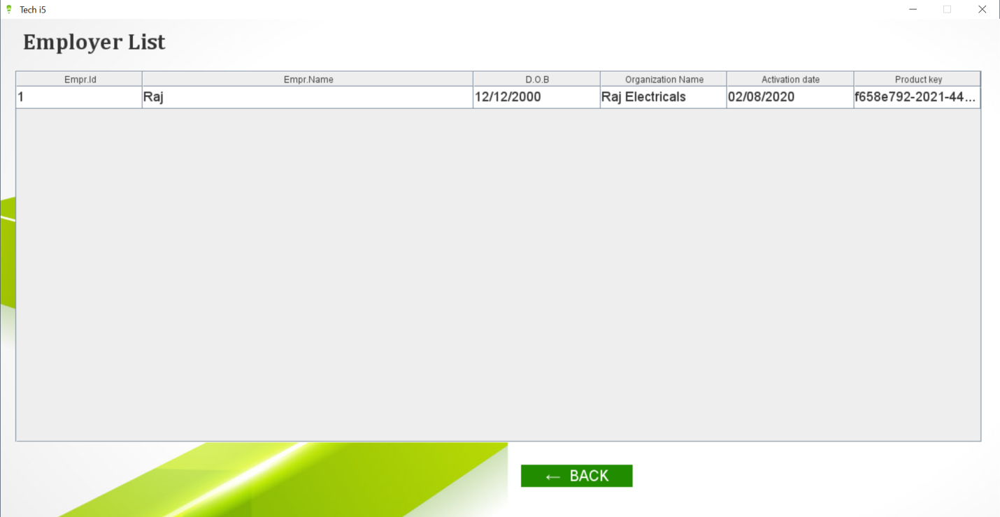 Tech i5
Employer List
Empr.Id Empr.Name D.O.B Organization Name Activation date Product key
1 Raj 12/12/2000 Raj Electricals 02/08/2020 f658e792-2021-44...
← BACK